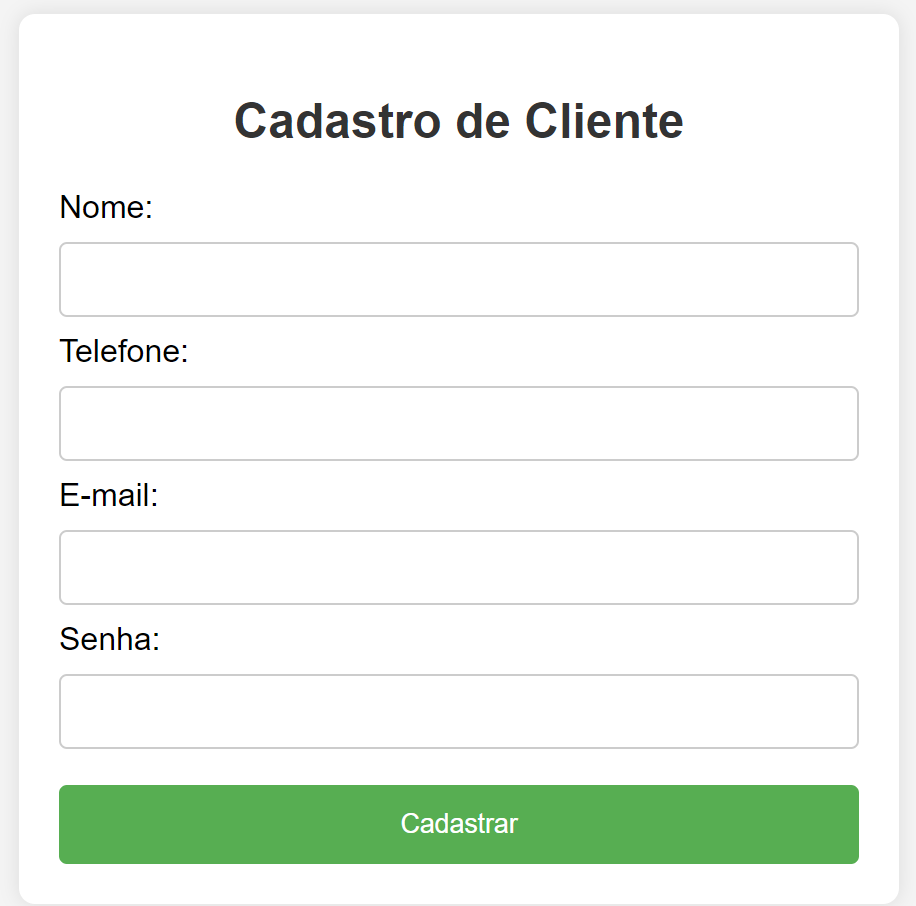 Cadastro de Cliente
Nome:
Telefone:
E-mail:
Senha:
Cadastrar